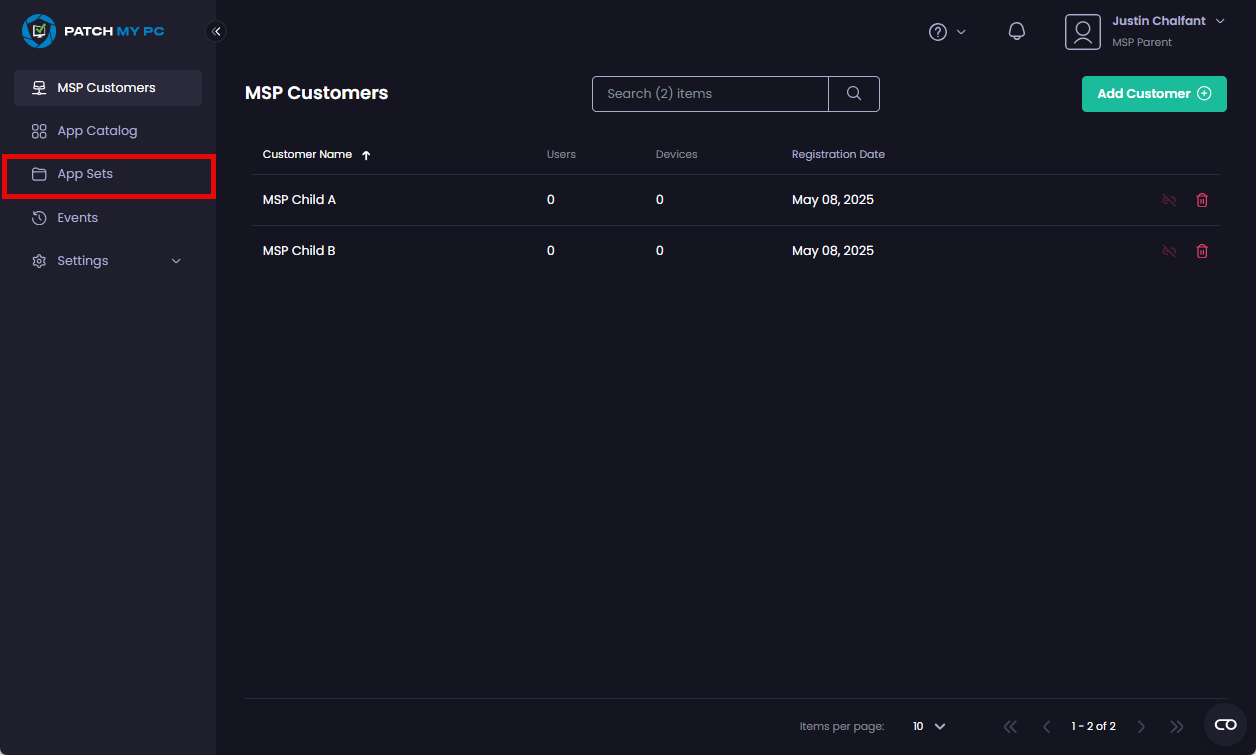 PATCH MY PC
Justin Chalfant
MSP Parent
MSP Customers
App Catalog
App Sets
Events
Settings
MSP Customers
Search (2) items
Add Customer
Customer Name Users Devices Registration Date
MSP Child A 0 0 May 08, 2025
MSP Child B 0 0 May 08, 2025
Items per page: 10 1 - 2 of 2